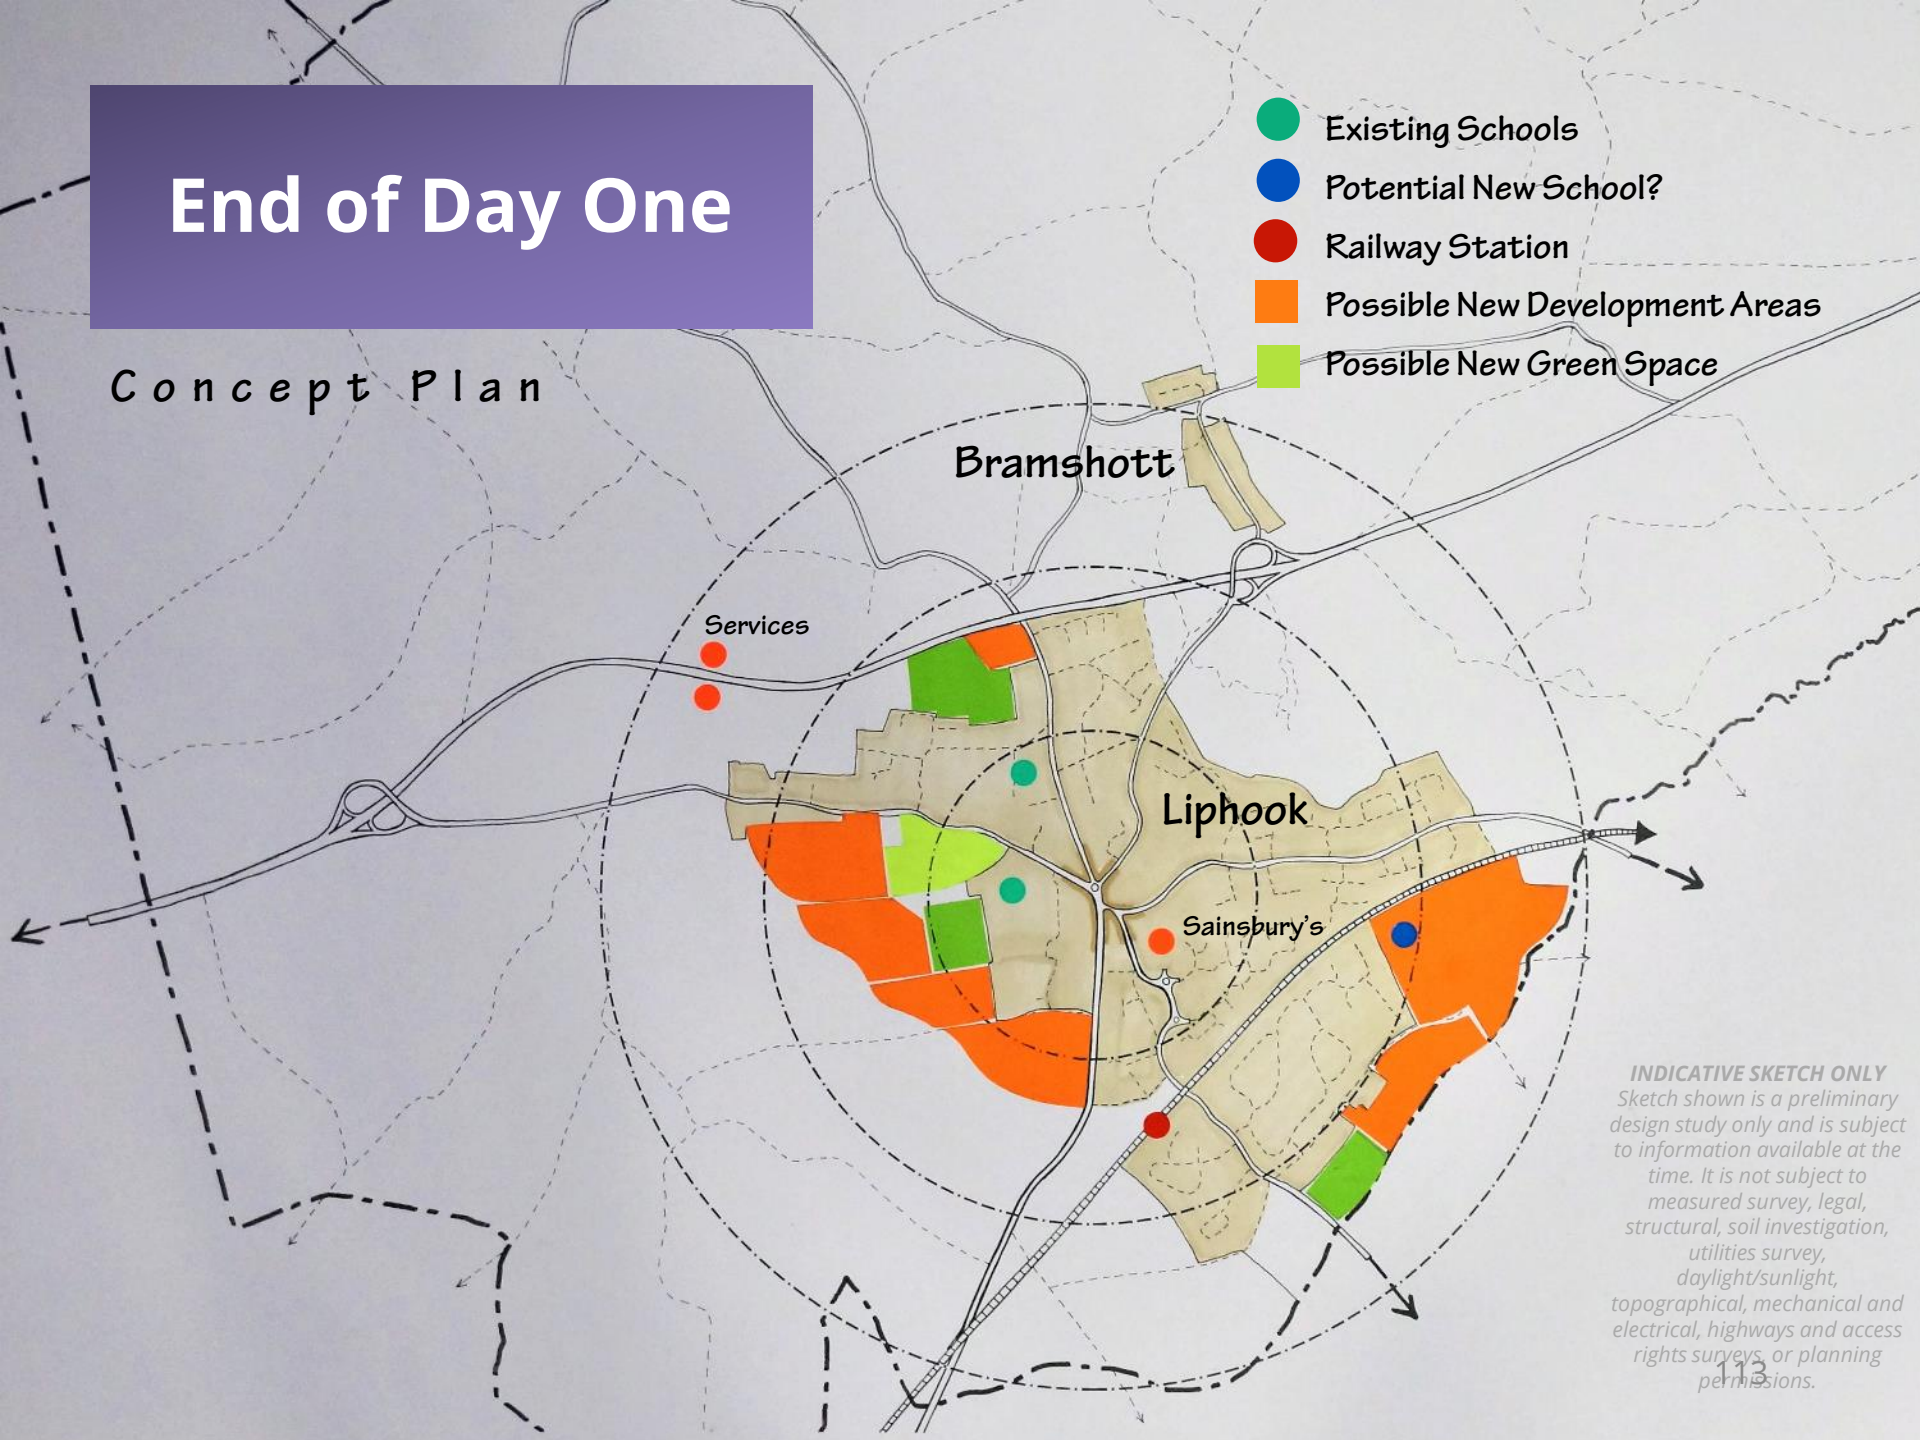 End of Day One
Concept Plan
Existing Schools
Potential New School?
Railway Station
Possible New Development Areas
Possible New Green Space
Bramshott
Services
Liphook
Sainsbury's
INDICATIVE SKETCH ONLY
Sketch shown is a preliminary
design study only and is subject
to information available at the
time. It is not subject to
measured survey, legal,
structural, soil investigation,
utilities survey,
daylight/sunlight,
topographical, mechanical and
electrical, highways and access
rights surveys, or planning
permissions.
113